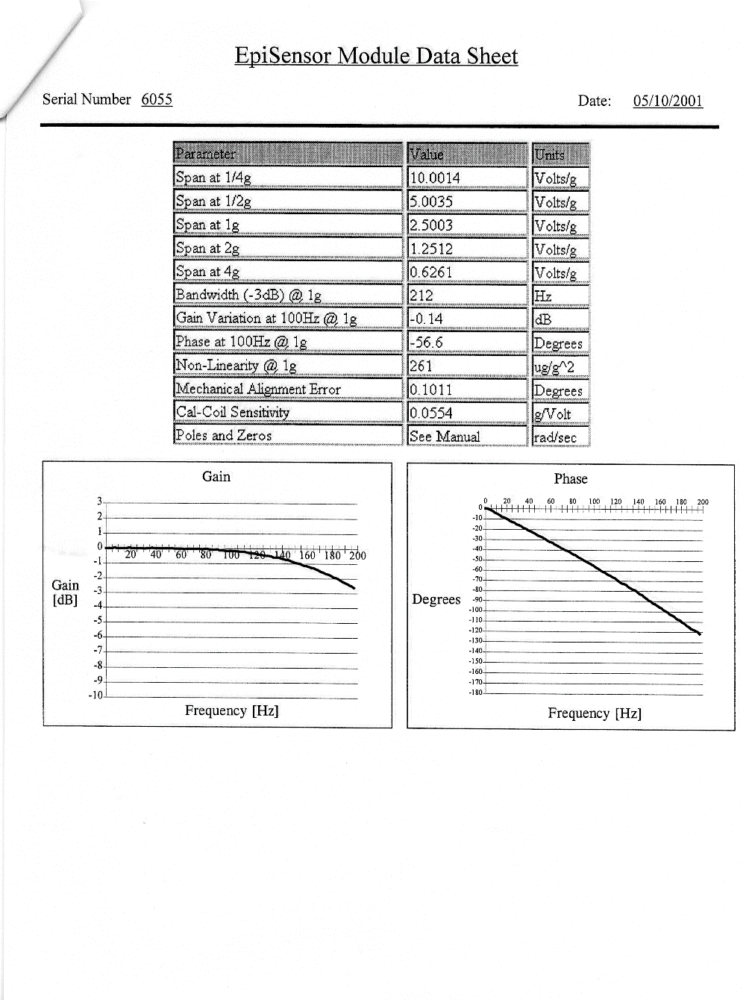 EpiSensor Module Data Sheet
Serial Number 6055 Date: 05/10/2001
Parameter Value Units
Span at 1/4g 10.0014 Volts/g
Span at 1/2g 5.0035 Volts/g
Span at 1g 2.5003 Volts/g
Span at 2g 1.2512 Volts/g
Span at 4g 0.6261 Volts/g
Bandwidth (-3dB) @ 1g 212 Hz
Gain Variation at 100Hz @ 1g -0.14 dB
Phase at 100Hz @ 1g -56.6 Degrees
Non-Linearity @ 1g 261 ug/g^2
Mechanical Alignment Error 0.1011 Degrees
Cal-Coil Sensitivity 0.0554 g/Volt
Poles and Zeros See Manual rad/sec
Gain
3
2
1
0
20 40 60 80 100 120 140 160 180 200
-1
-2
-3
-4
-5
-6
-7
-8
-9
-10
Gain
[dB]
Frequency [Hz]
Phase
0 20 40 60 80 100 120 140 160 180 200
0
-10
-20
-30
-40
-50
-60
-70
-80
-90
-100
-110
-120
-130
-140
-150
-160
-170
-180
Degrees
Frequency [Hz]